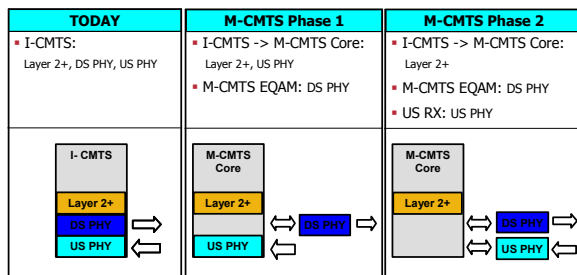 TODAY
▪ I-CMTS:
Layer 2+, DS PHY, US PHY
I- CMTS
Layer 2+
DS PHY
US PHY
M-CMTS Phase 1
▪ I-CMTS -> M-CMTS Core:
Layer 2+, US PHY
▪ M-CMTS EQAM: DS PHY
M-CMTS
Core
Layer 2+
DS PHY
US PHY
M-CMTS Phase 2
▪ I-CMTS -> M-CMTS Core:
Layer 2+
▪ M-CMTS EQAM: DS PHY
▪ US RX: US PHY
M-CMTS
Core
Layer 2+
DS PHY
US PHY